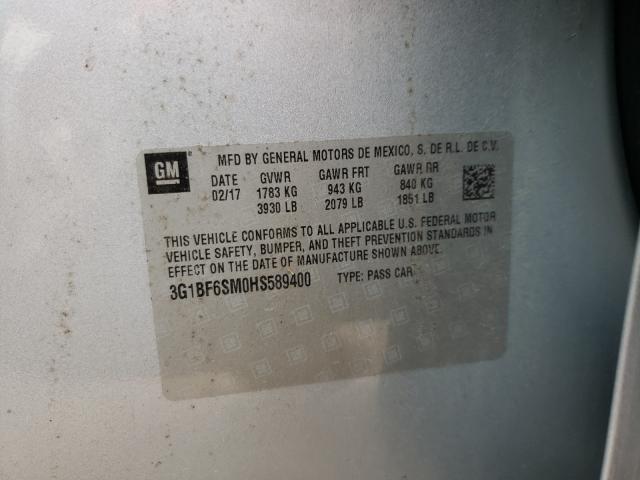 GM
MFD BY GENERAL MOTORS DE MEXICO, S. DE R.L. DE C.V.
DATE GVWR GAWR FRT GAWR RR
02/17 1783 KG 943 KG 840 KG
3930 LB 2079 LB 1851 LB
THIS VEHICLE CONFORMS TO ALL APPLICABLE U.S. FEDERAL MOTOR
VEHICLE SAFETY, BUMPER, AND THEFT PREVENTION STANDARDS IN
EFFECT ON THE DATE OF MANUFACTURE SHOWN ABOVE.
3G1BF6SM0HS589400 TYPE: PASS CAR